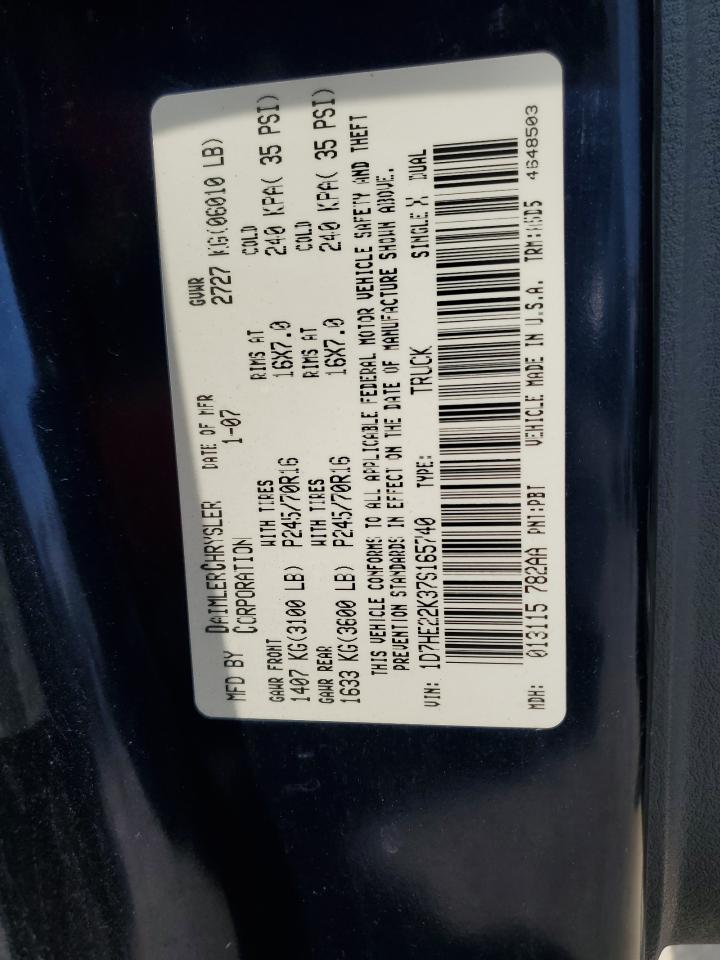 MFD BY DAIMLERCHRYSLER CORPORATION DATE OF MFR 1-07 GVWR 2727 KG(06010 LB)
GAWR FRONT WITH TIRES RIMS AT COLD
1407 KG(3100 LB) P245/70R16 16X7.0 240 KPA( 35 PSI)
GAWR REAR WITH TIRES RIMS AT COLD
1633 KG(3600 LB) P245/70R16 16X7.0 240 KPA( 35 PSI)
THIS VEHICLE CONFORMS TO ALL APPLICABLE FEDERAL MOTOR VEHICLE SAFETY AND THEFT
PREVENTION STANDARDS IN EFFECT ON THE DATE OF MANUFACTURE SHOWN ABOVE.
VIN: 1D7HE22K37S165740 TYPE: TRUCK SINGLE X DUAL
MDH: 013115 782AA PNT:PBT VEHICLE MADE IN U.S.A. TRM: 4648503